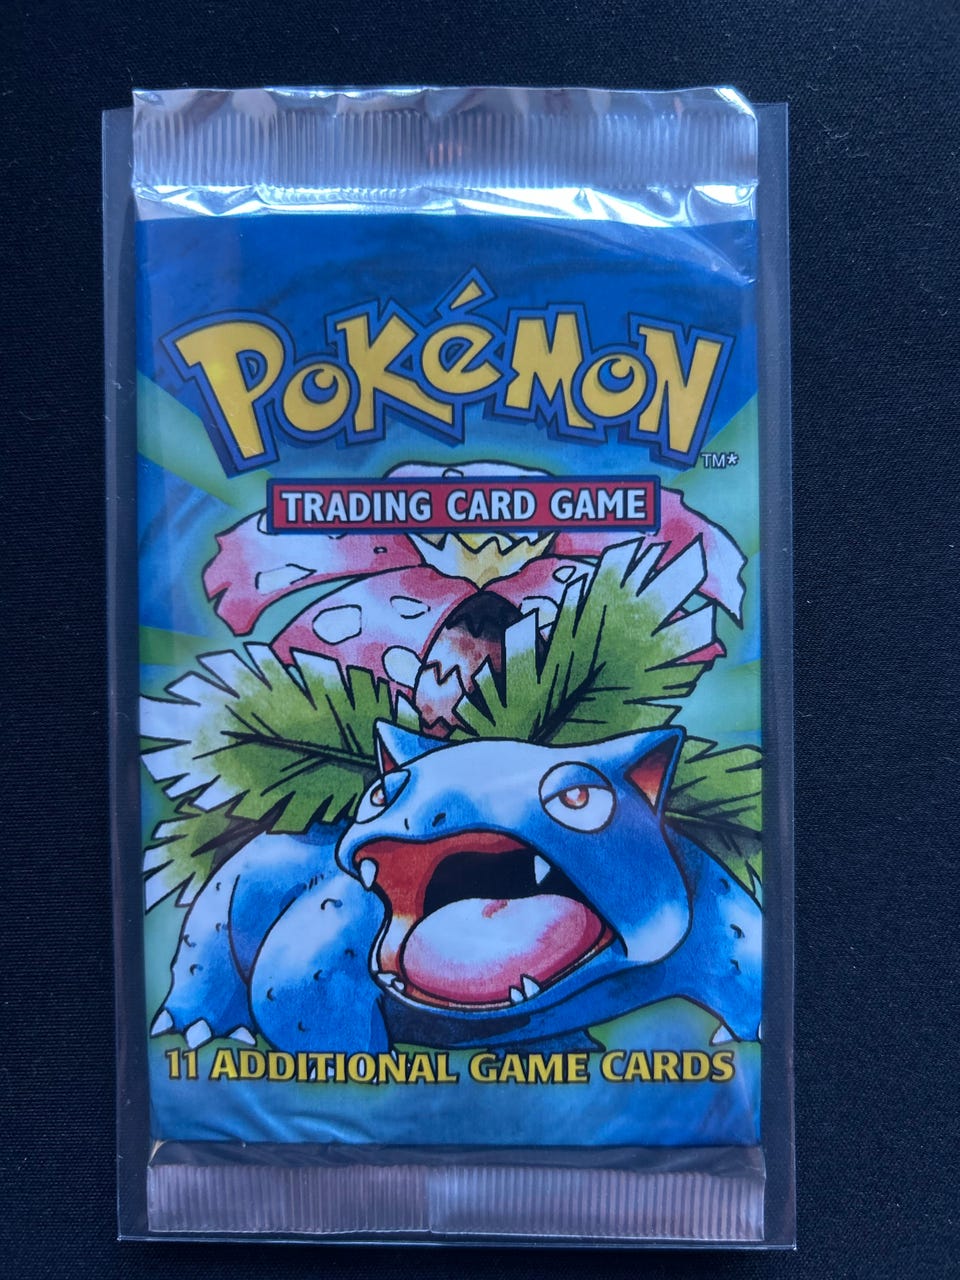 POKéMON
TM*
TRADING CARD GAME
11 ADDITIONAL GAME CARDS